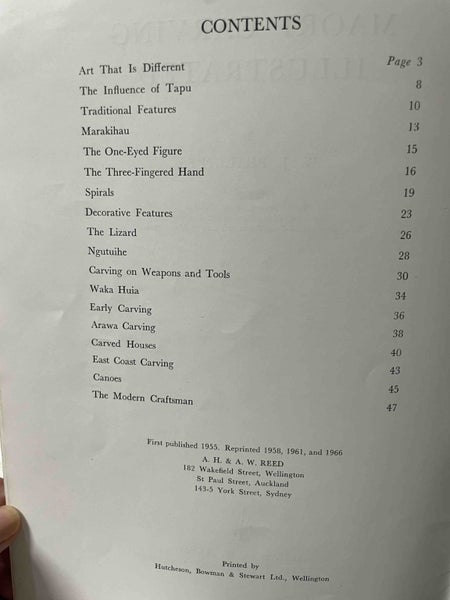 CONTENTS
Art That Is Different Page 3
The Influence of Tapu 8
Traditional Features 10
Marakihau 13
The One-Eyed Figure 15
The Three-Fingered Hand 16
Spirals 19
Decorative Features 23
The Lizard 26
Ngutuihe 28
Carving on Weapons and Tools 30
Waka Huia 34
Early Carving 36
Arawa Carving 38
Carved Houses 40
East Coast Carving 43
Canoes 45
The Modern Craftsman 47
First published 1955. Reprinted 1958, 1961, and 1966
A. H. & A. W. REED
182 Wakefield Street, Wellington
St Paul Street, Auckland
143-5 York Street, Sydney
Printed by
Hutcheson, Bowman & Stewart Ltd., Wellington